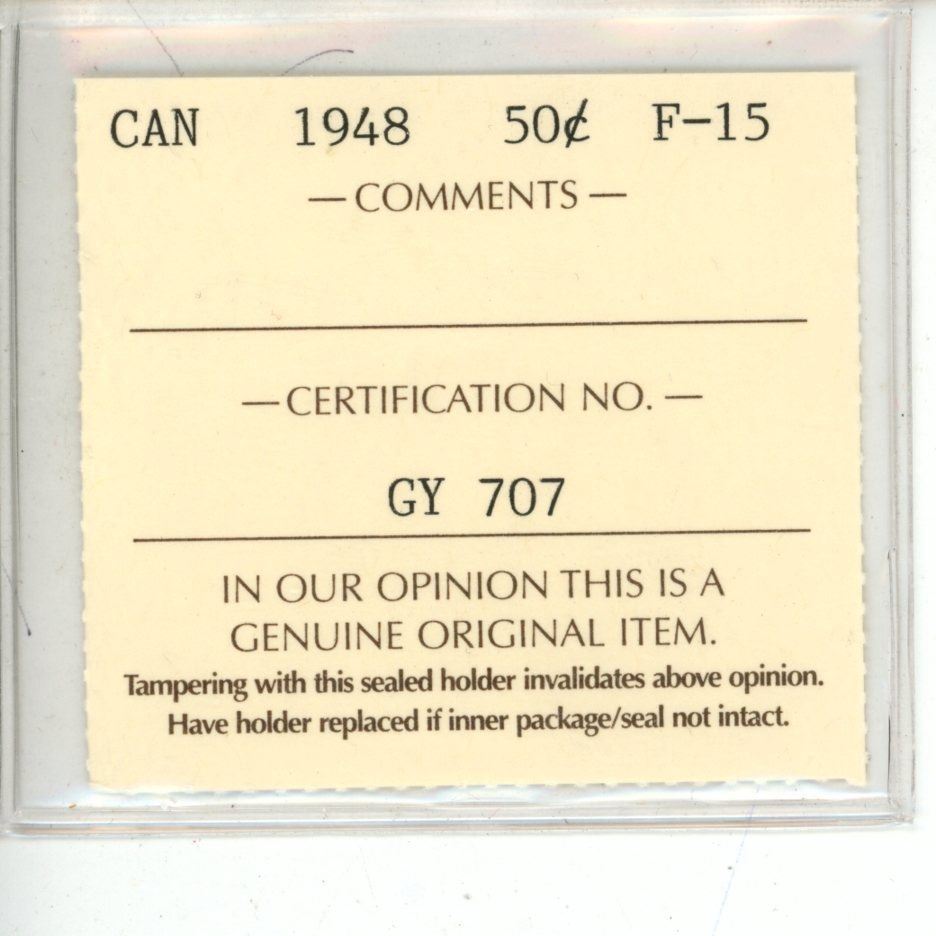 CAN 1948 50¢ F-15
— COMMENTS —
— CERTIFICATION NO. —
GY 707
IN OUR OPINION THIS IS A
GENUINE ORIGINAL ITEM.
Tampering with this sealed holder invalidates above opinion.
Have holder replaced if inner package/seal not intact.